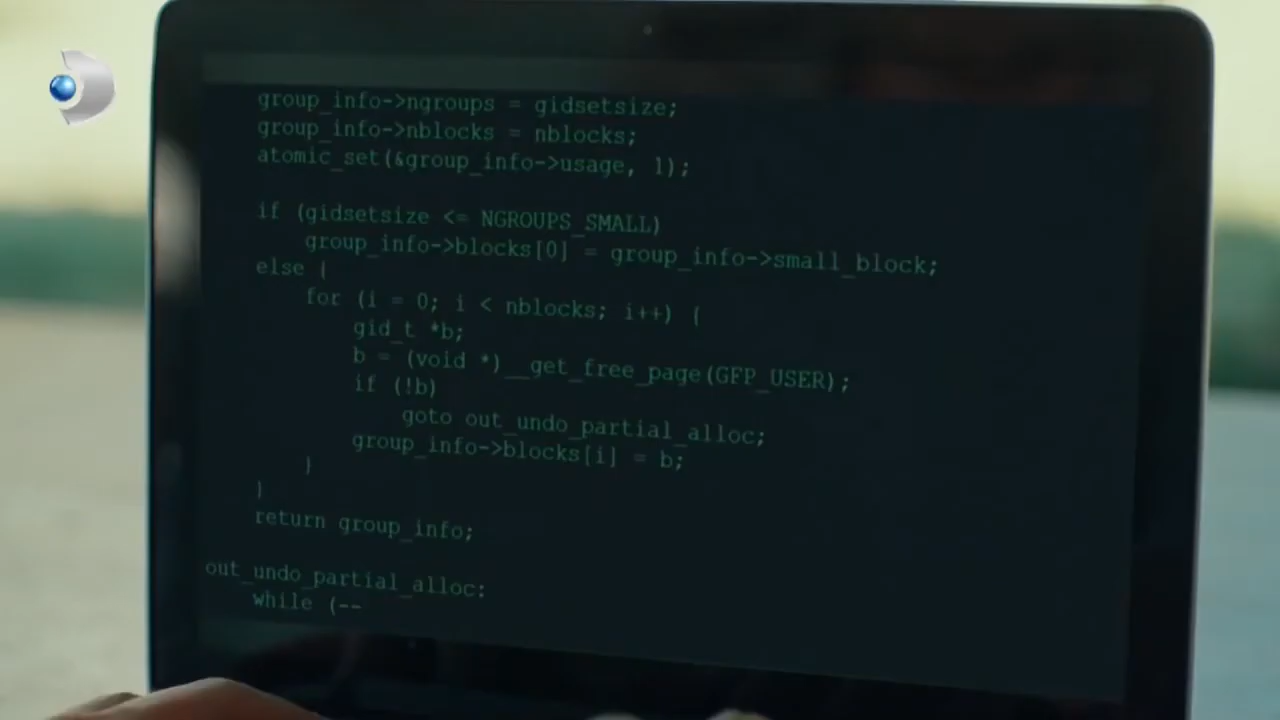 group_info->ngroups = gidsetsize;
group_info->nblocks = nblocks;
atomic_set(&group_info->usage, 1);
if (gidsetsize <= NGROUPS_SMALL)
group_info->blocks[0] = group_info->small_block;
else {
for (i = 0; i < nblocks; i++) {
gid_t *b;
b = (void *)__get_free_page(GFP_USER);
if (!b)
goto out_undo_partial_alloc;
group_info->blocks[i] = b;
}
}
return group_info;
out_undo_partial_alloc:
while (--